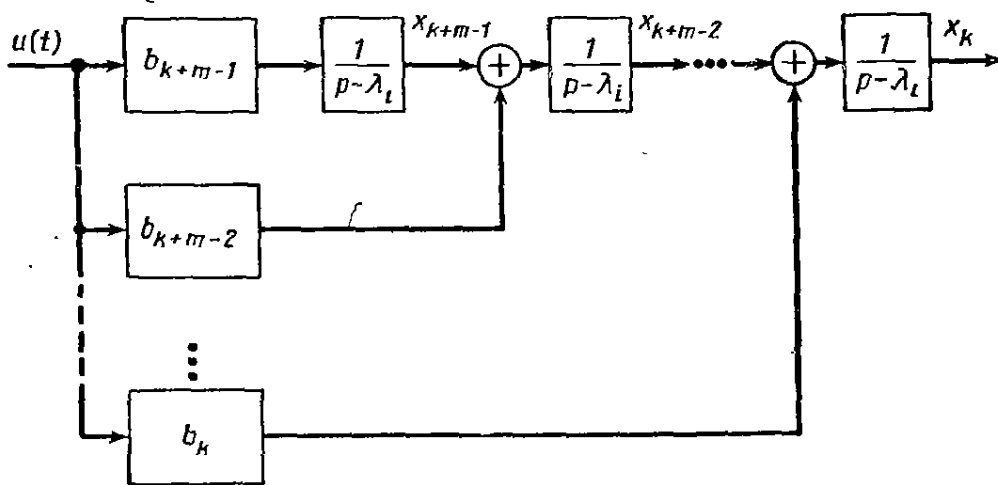 u(t)
b_{k+m-1}
1/(p-λ_i)
x_{k+m-1}
+
1/(p-λ_i)
x_{k+m-2}
+
1/(p-λ_i)
x_k
b_{k+m-2}
b_k